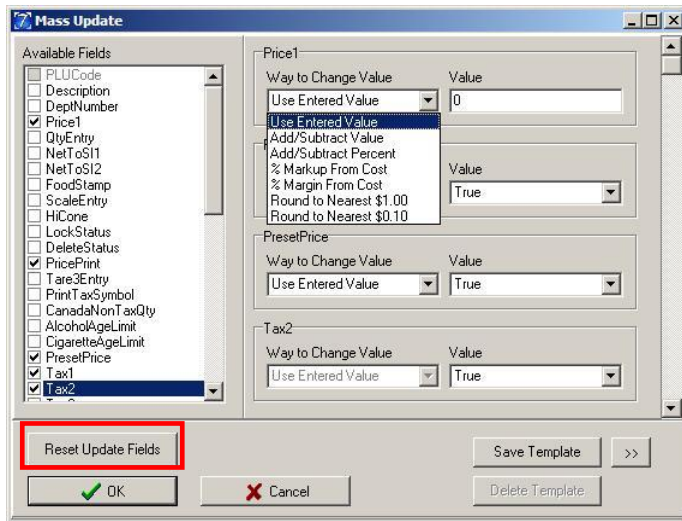 Mass Update
Available Fields
PLUCode
Description
DeptNumber
Price1
QtyEntry
NetToSI1
NetToSI2
FoodStamp
ScaleEntry
HiCone
LockStatus
DeleteStatus
PricePrint
Tare3Entry
PrintTaxSymbol
CanadaNonTaxQty
AlcoholAgeLimit
CigaretteAgeLimit
PresetPrice
Tax1
Tax2
Price1
Way to Change Value Value
Use Entered Value 0
Use Entered Value
Add/Subtract Value
Add/Subtract Percent
% Markup From Cost
% Margin From Cost
Round to Nearest $1.00
Round to Nearest $0.10
Value
True
PresetPrice
Way to Change Value Value
Use Entered Value True
Tax2
Way to Change Value Value
Use Entered Value True
Reset Update Fields
Save Template >>
OK Cancel Delete Template